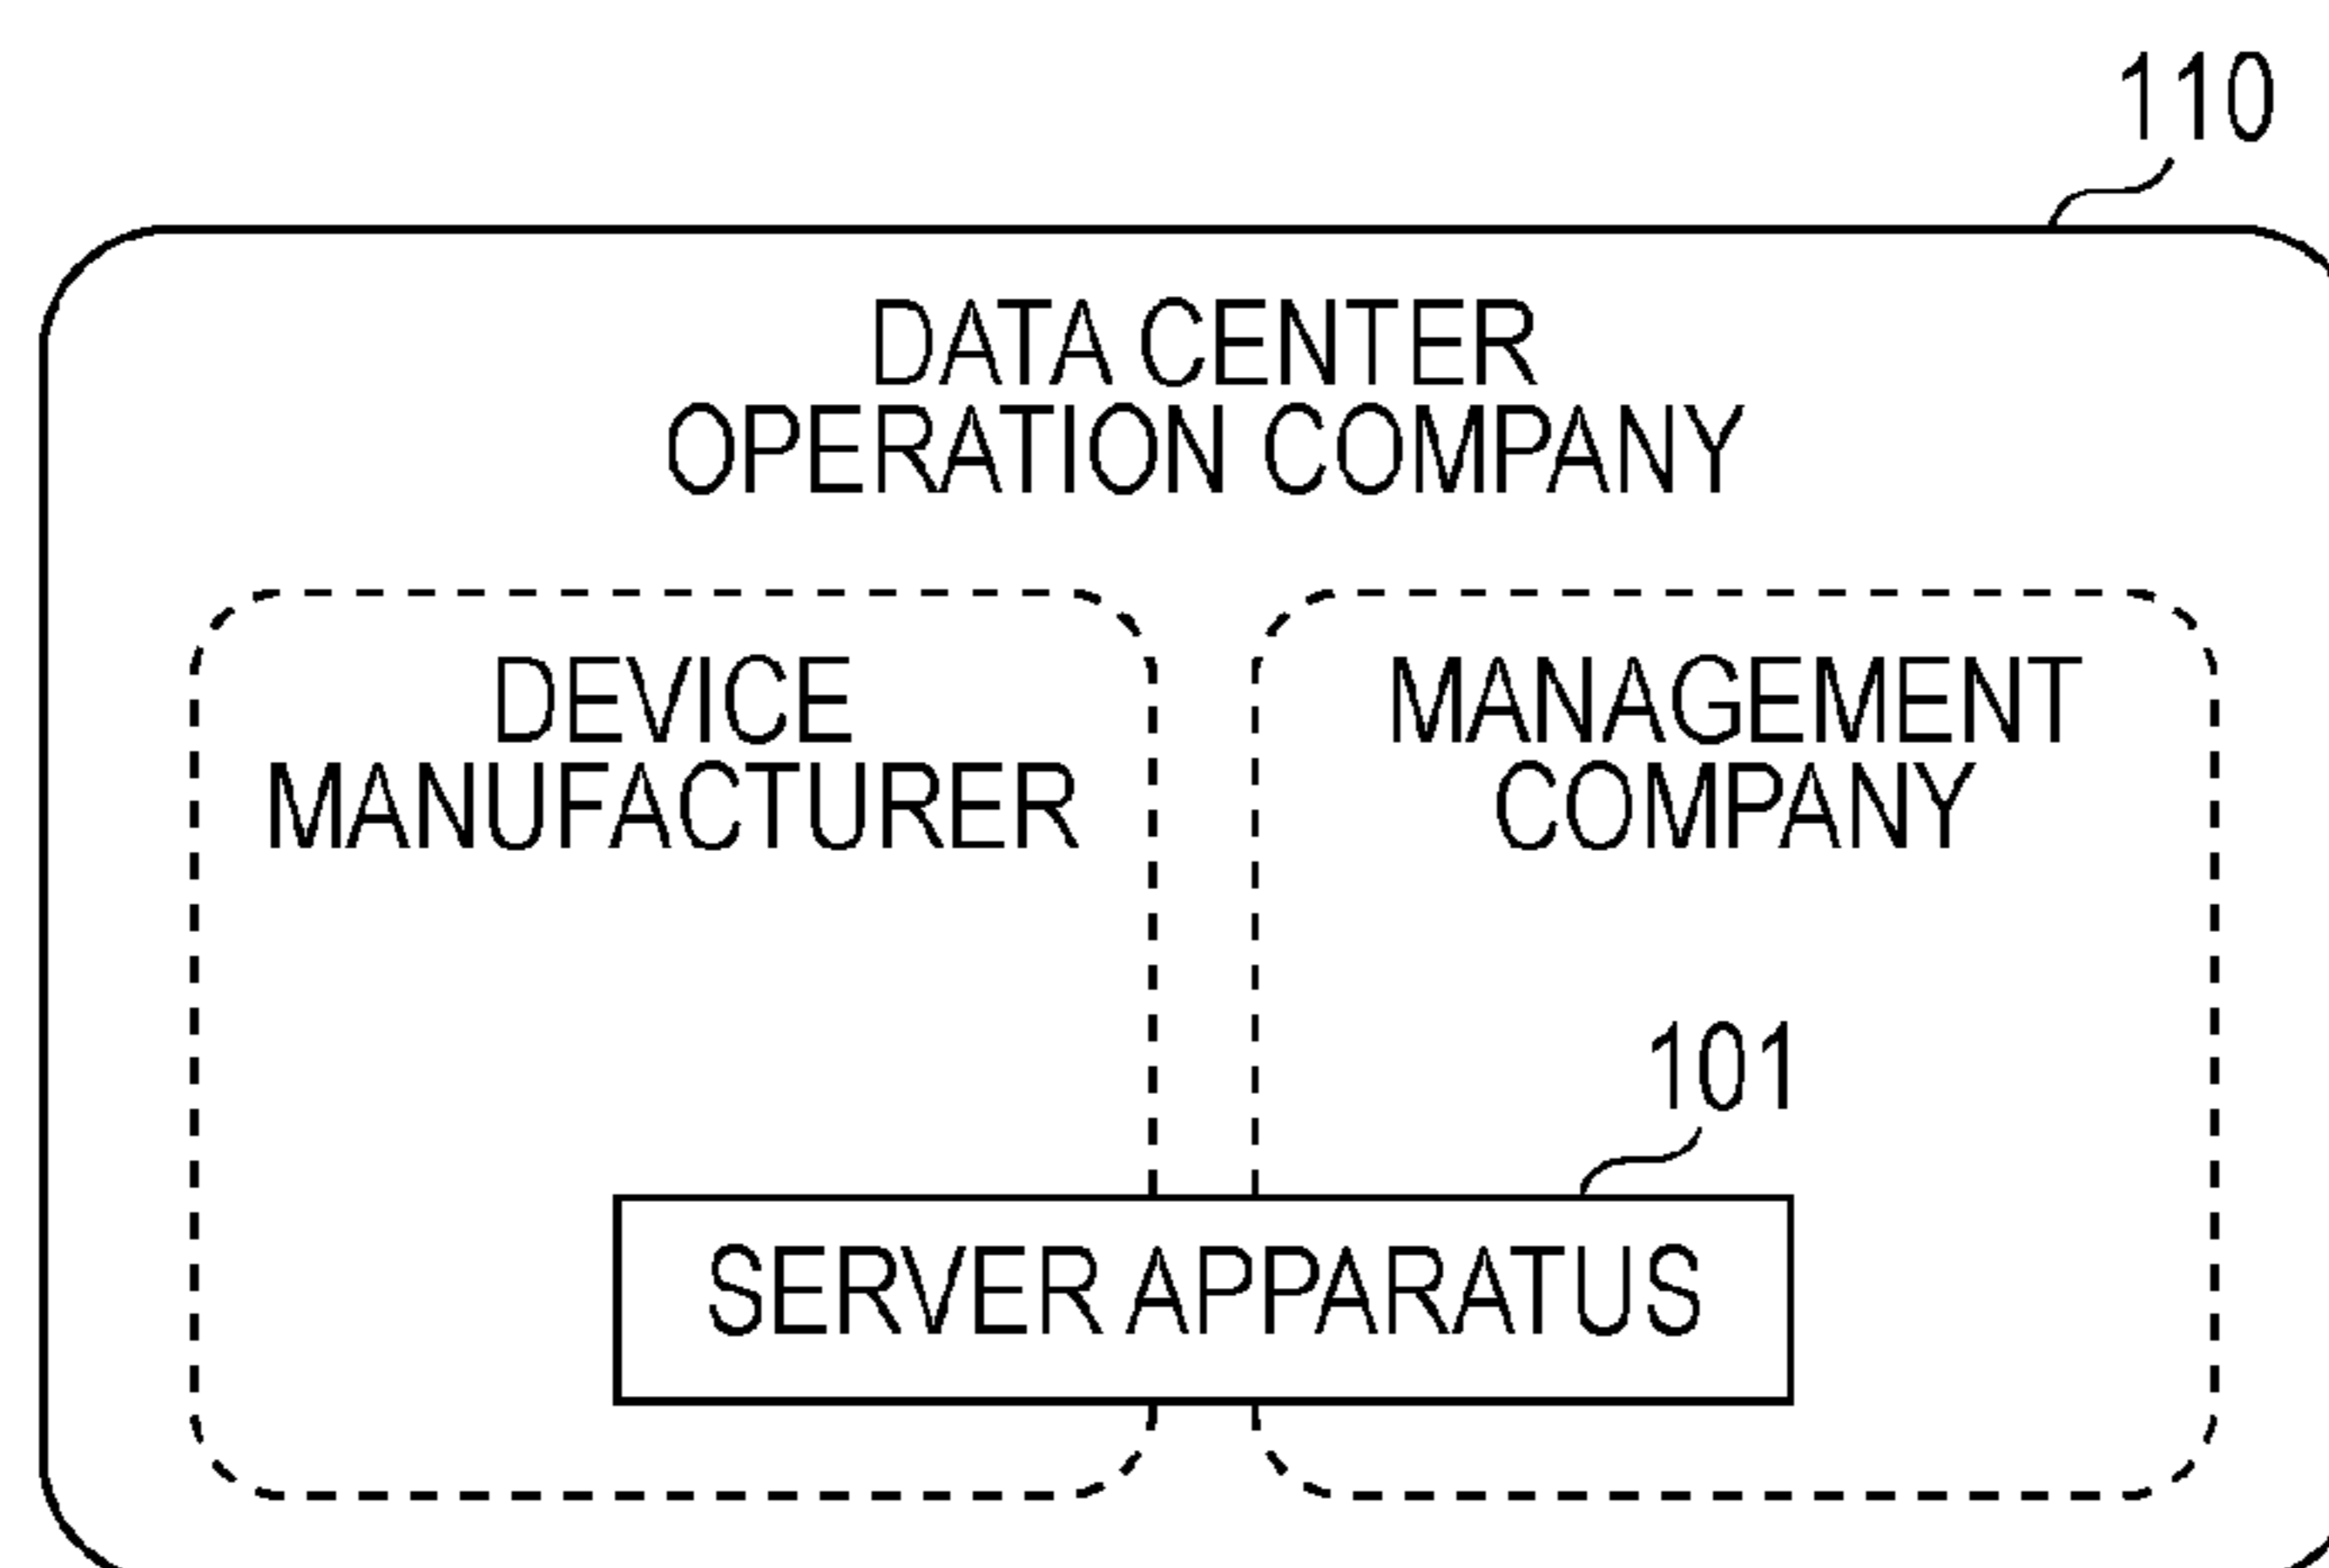 110
DATA CENTER
OPERATION COMPANY
DEVICE
MANUFACTURER
MANAGEMENT
COMPANY
101
SERVER APPARATUS